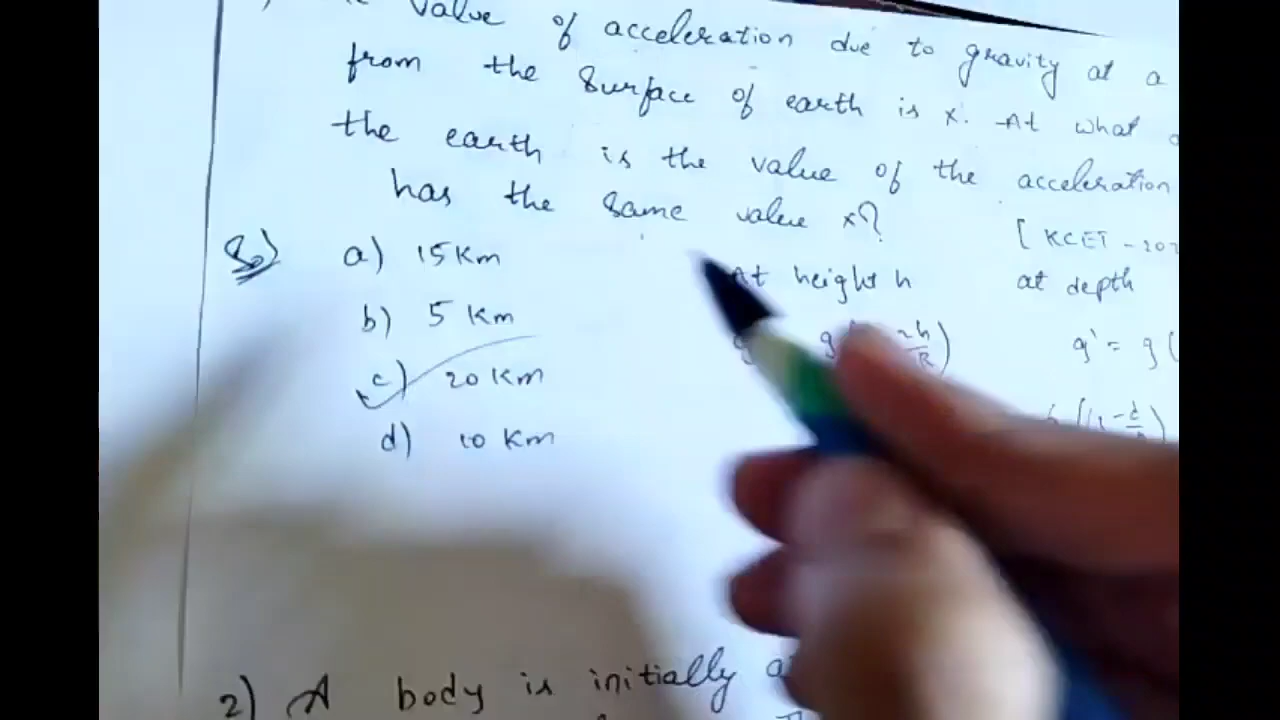 Value of acceleration due to gravity at a
from the surface of earth is x. At what
the earth is the value of the acceleration
has the same value x?
[ KCET - 202
So)
a) 15 Km
At height h
at depth
b) 5 Km
g' = g (
c) 20 Km
d) 10 Km
2) A body is initially a